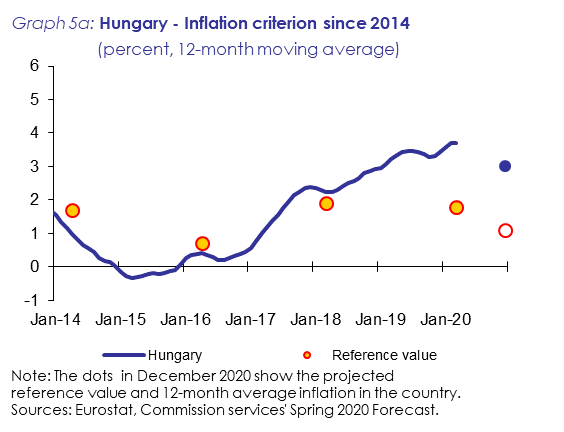 Graph 5a: Hungary - Inflation criterion since 2014
(percent, 12-month moving average)
6
5
4
3
2
1
0
-1
Jan-14 Jan-15 Jan-16 Jan-17 Jan-18 Jan-19 Jan-20
Hungary Reference value
Note: The dots in December 2020 show the projected
reference value and 12-month average inflation in the country.
Sources: Eurostat, Commission services' Spring 2020 Forecast.